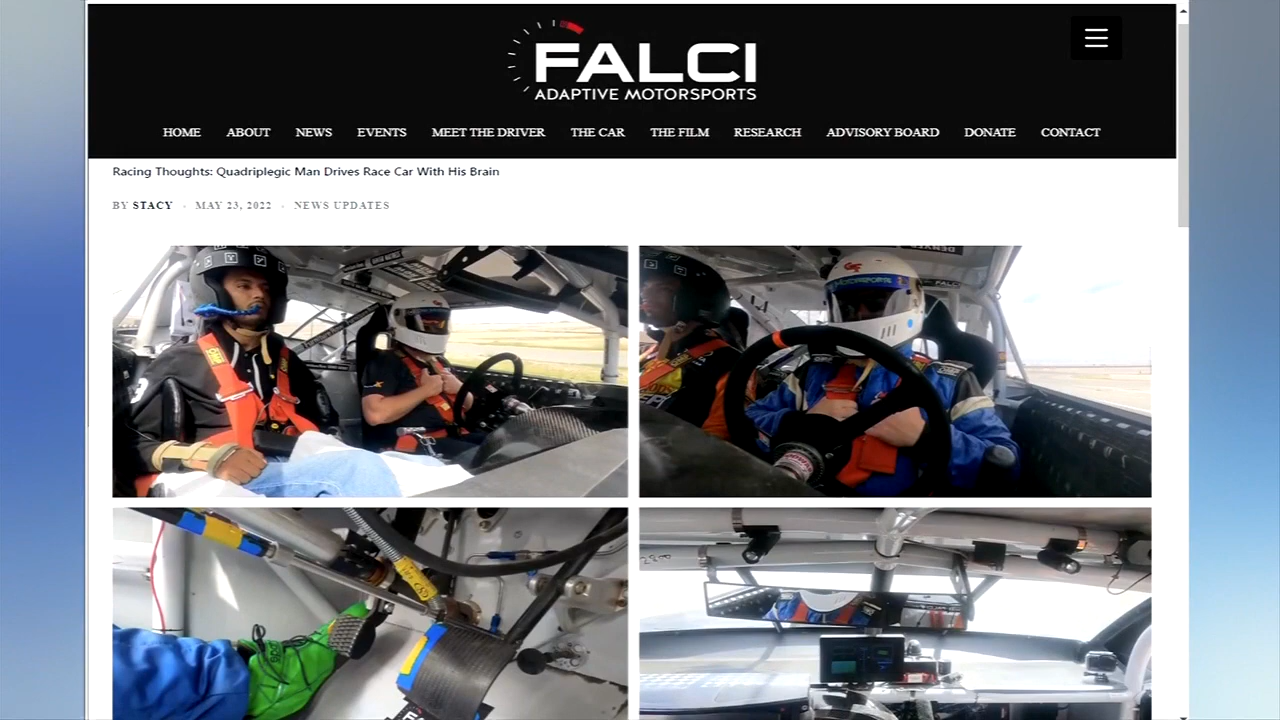 FALCI
ADAPTIVE MOTORSPORTS
HOME ABOUT NEWS EVENTS MEET THE DRIVER THE CAR THE FILM RESEARCH ADVISORY BOARD DONATE CONTACT
Racing Thoughts: Quadriplegic Man Drives Race Car With His Brain
BY STACY • MAY 23, 2022 • NEWS UPDATES